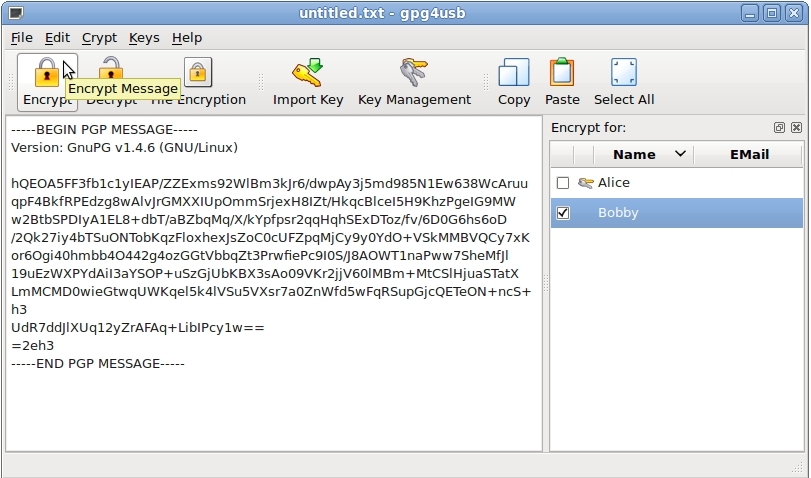 untitled.txt - gpg4usb
File Edit Crypt Keys Help
Encrypt Decrypt File Encryption Import Key Key Management Copy Paste Select All
Encrypt Message
-----BEGIN PGP MESSAGE-----
Version: GnuPG v1.4.6 (GNU/Linux)
hQEOA5FF3fb1c1yIEAP/ZZExms92WlBm3kJr6/dwpAy3j5md985N1Ew638WcAruu
qpF4BkfRPEdzg8wAlvJrGMXXIUpOmmSrjexH8IZt/HkqcBlceI5H9KhzPgeIG9MW
w2BtbSPDIyA1EL8+dbT/aBZbqMq/X/kYpfpsr2qqHqhSExDToz/fv/6D0G6hs6oD
/2Qk27iy4bTSuONTobKqzFloxhexJsZoC0cUFZpqMjCy9y0YdO+VSkMMBVQCy7xK
or6Ogi40hmbb4O442g4ozGGtVbbqZt3PrwfiePc9I0S/J8AOWT1naPww7SheMfJl
19uEzWXPYdAiI3aYSOP+uSzGjUbKBX3sAo09VKr2jjV60lMBm+MtCSlHjuaSTatX
LmMCMD0wieGtwqUWKqel5k4lVSu5VXsr7a0ZnWfd5wFqRSupGjcQETeON+ncS+
h3
UdR7ddJlXUq12yZrAFAq+LibIPcy1w==
=2eh3
-----END PGP MESSAGE-----
Encrypt for:
Name EMail
Alice
Bobby